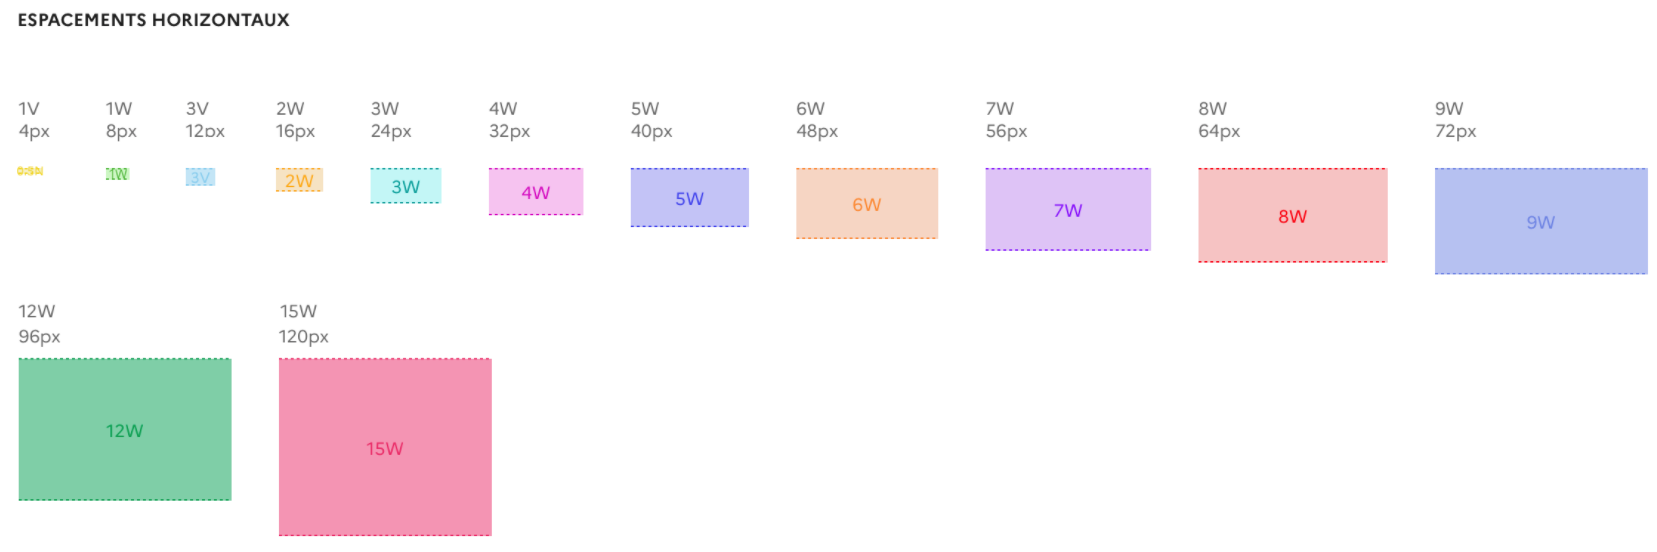 ESPACEMENTS HORIZONTAUX
1V 1W 3V 2W 3W 4W 5W 6W 7W 8W 9W
4px 8px 12px 16px 24px 32px 40px 48px 56px 64px 72px
1W 3V 2W 3W 4W 5W 6W 7W 8W 9W
12W 15W
96px 120px
12W 15W